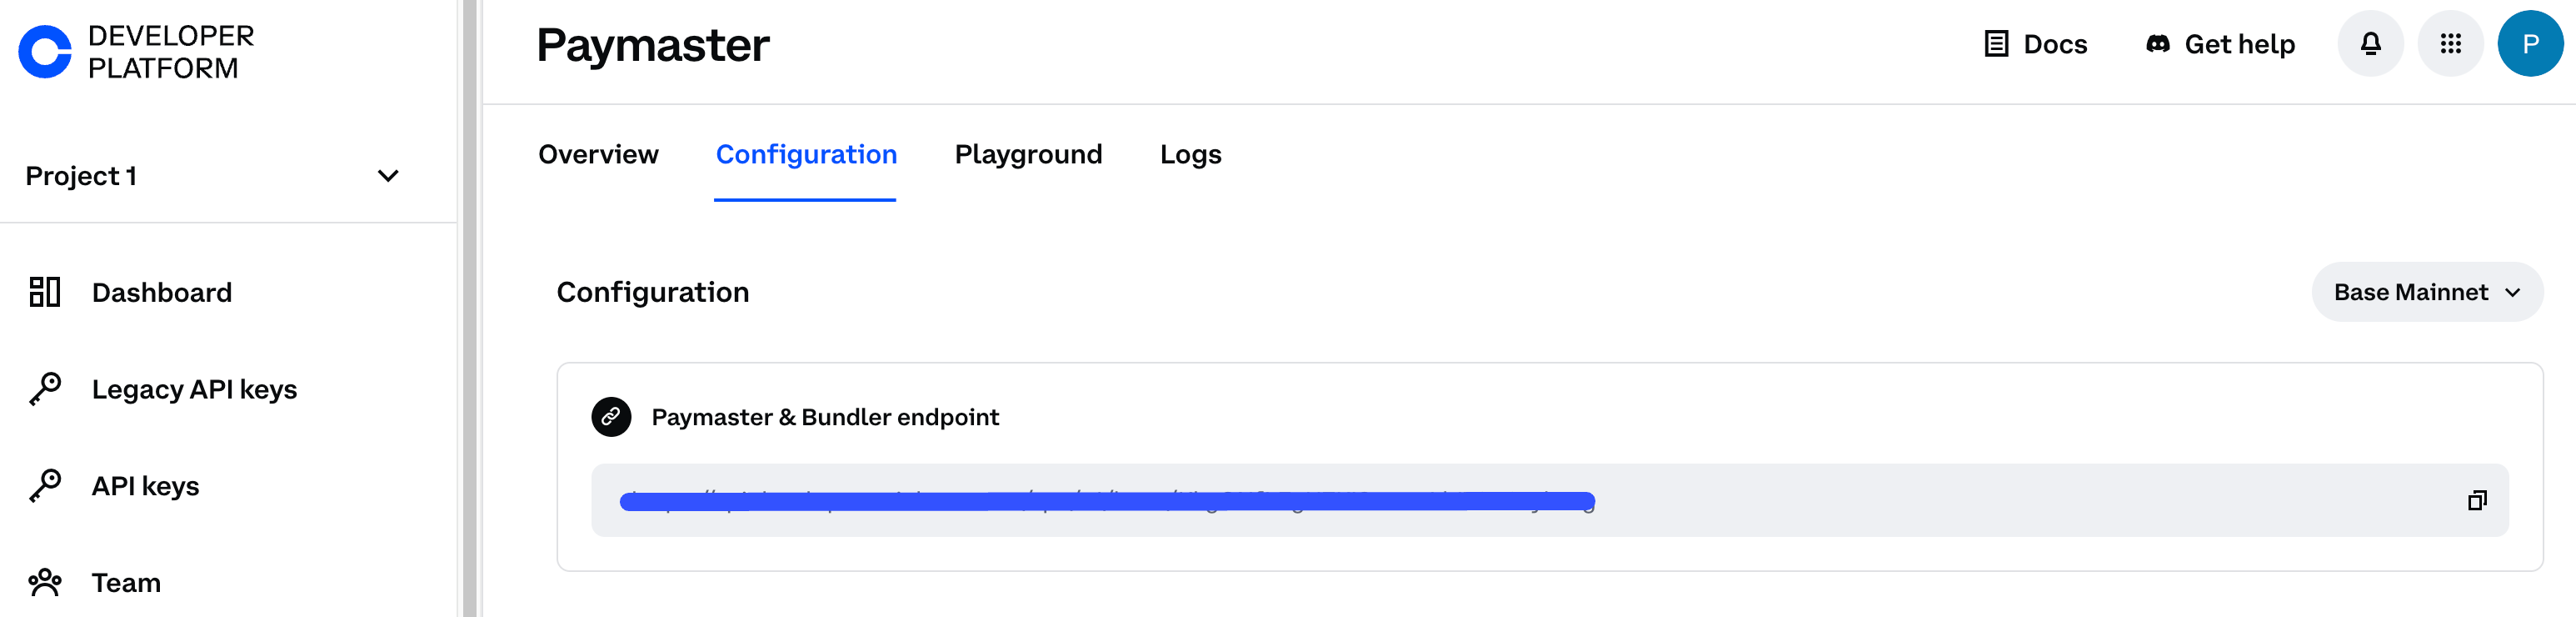 DEVELOPER
PLATFORM
Paymaster
Docs
Get help
P
Project 1
Overview
Configuration
Playground
Logs
Dashboard
Legacy API keys
API keys
Team
Configuration
Base Mainnet
Paymaster & Bundler endpoint